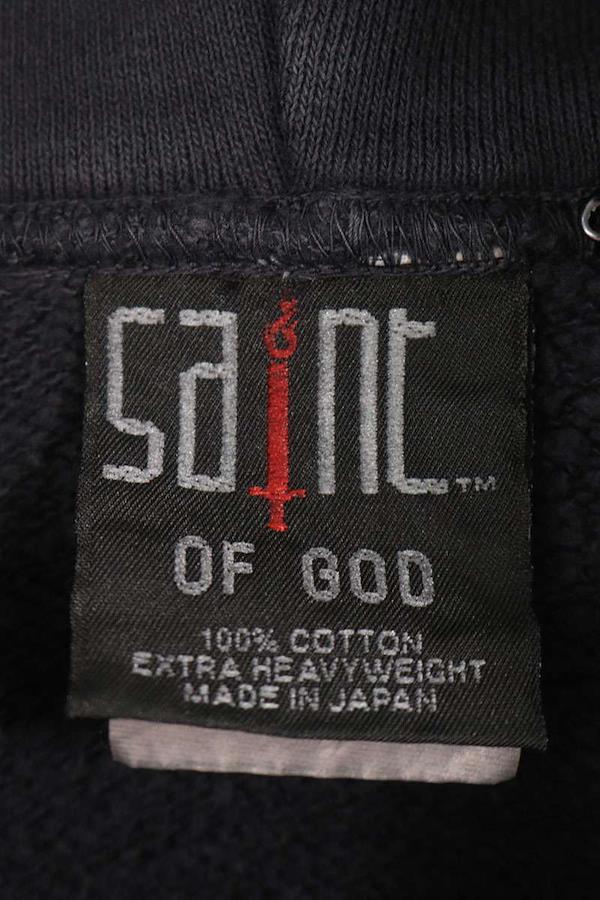 saint™
OF GOD
100% COTTON
EXTRA HEAVYWEIGHT
MADE IN JAPAN